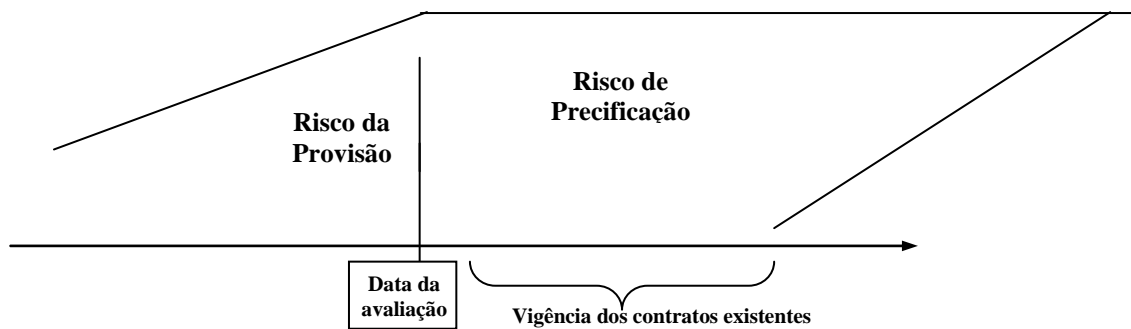 Risco de
Precificação
Risco da
Provisão
Data da
avaliação
Vigência dos contratos existentes